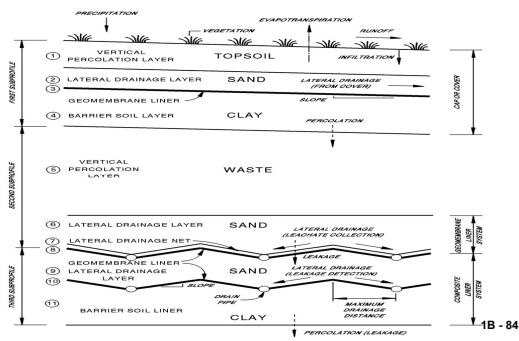 PRECIPITATION
EVAPOTRANSPIRATION
VEGETATION
RUNOFF
1 VERTICAL PERCOLATION LAYER TOPSOIL
INFILTRATION
2 LATERAL DRAINAGE LAYER SAND
LATERAL DRAINAGE (FROM COVER)
3
GEOMEMBRANE LINER
SLOPE
4 BARRIER SOIL LAYER CLAY
PERCOLATION
FIRST SUBPROFILE
CAP OR COVER
5 VERTICAL PERCOLATION LAYER WASTE
SECOND SUBPROFILE
6 LATERAL DRAINAGE LAYER SAND
LATERAL DRAINAGE (LEACHATE COLLECTION)
7 LATERAL DRAINAGE NET
8
GEOMEMBRANE LINER
LEAKAGE
GEOMEMBRANE LINER SYSTEM
9 LATERAL DRAINAGE LAYER SAND
LATERAL DRAINAGE (LEAKAGE DETECTION)
10
SLOPE
DRAIN PIPE
MAXIMUM DRAINAGE DISTANCE
11 BARRIER SOIL LINER CLAY
PERCOLATION (LEAKAGE)
THIRD SUBPROFILE
COMPOSITE LINER SYSTEM
1B - 84